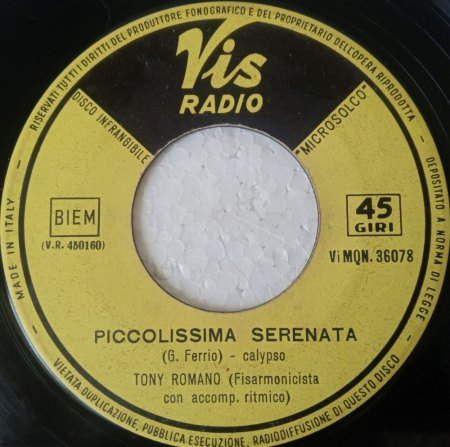 RISERVATI TUTTI I DIRITTI DEL PRODUTTORE FONOGRAFICO E DEL PROPRIETARIO DELL'OPERA RIPRODOTTA
Vis
RADIO
DISCO INFRANGIBILE
"MICROSOLCO"
MADE IN ITALY
BIEM
(V.R. 450160)
45
GIRI
ViMQN. 36078
DEPOSITATO A NORMA DI LEGGE
PICCOLISSIMA SERENATA
(G. Ferrio) - calypso
TONY ROMANO (Fisarmonicista
con accomp. ritmico)
VIETATA DUPLICAZIONE, PUBBLICA ESECUZIONE, RADIODIFFUSIONE DI QUESTO DISCO